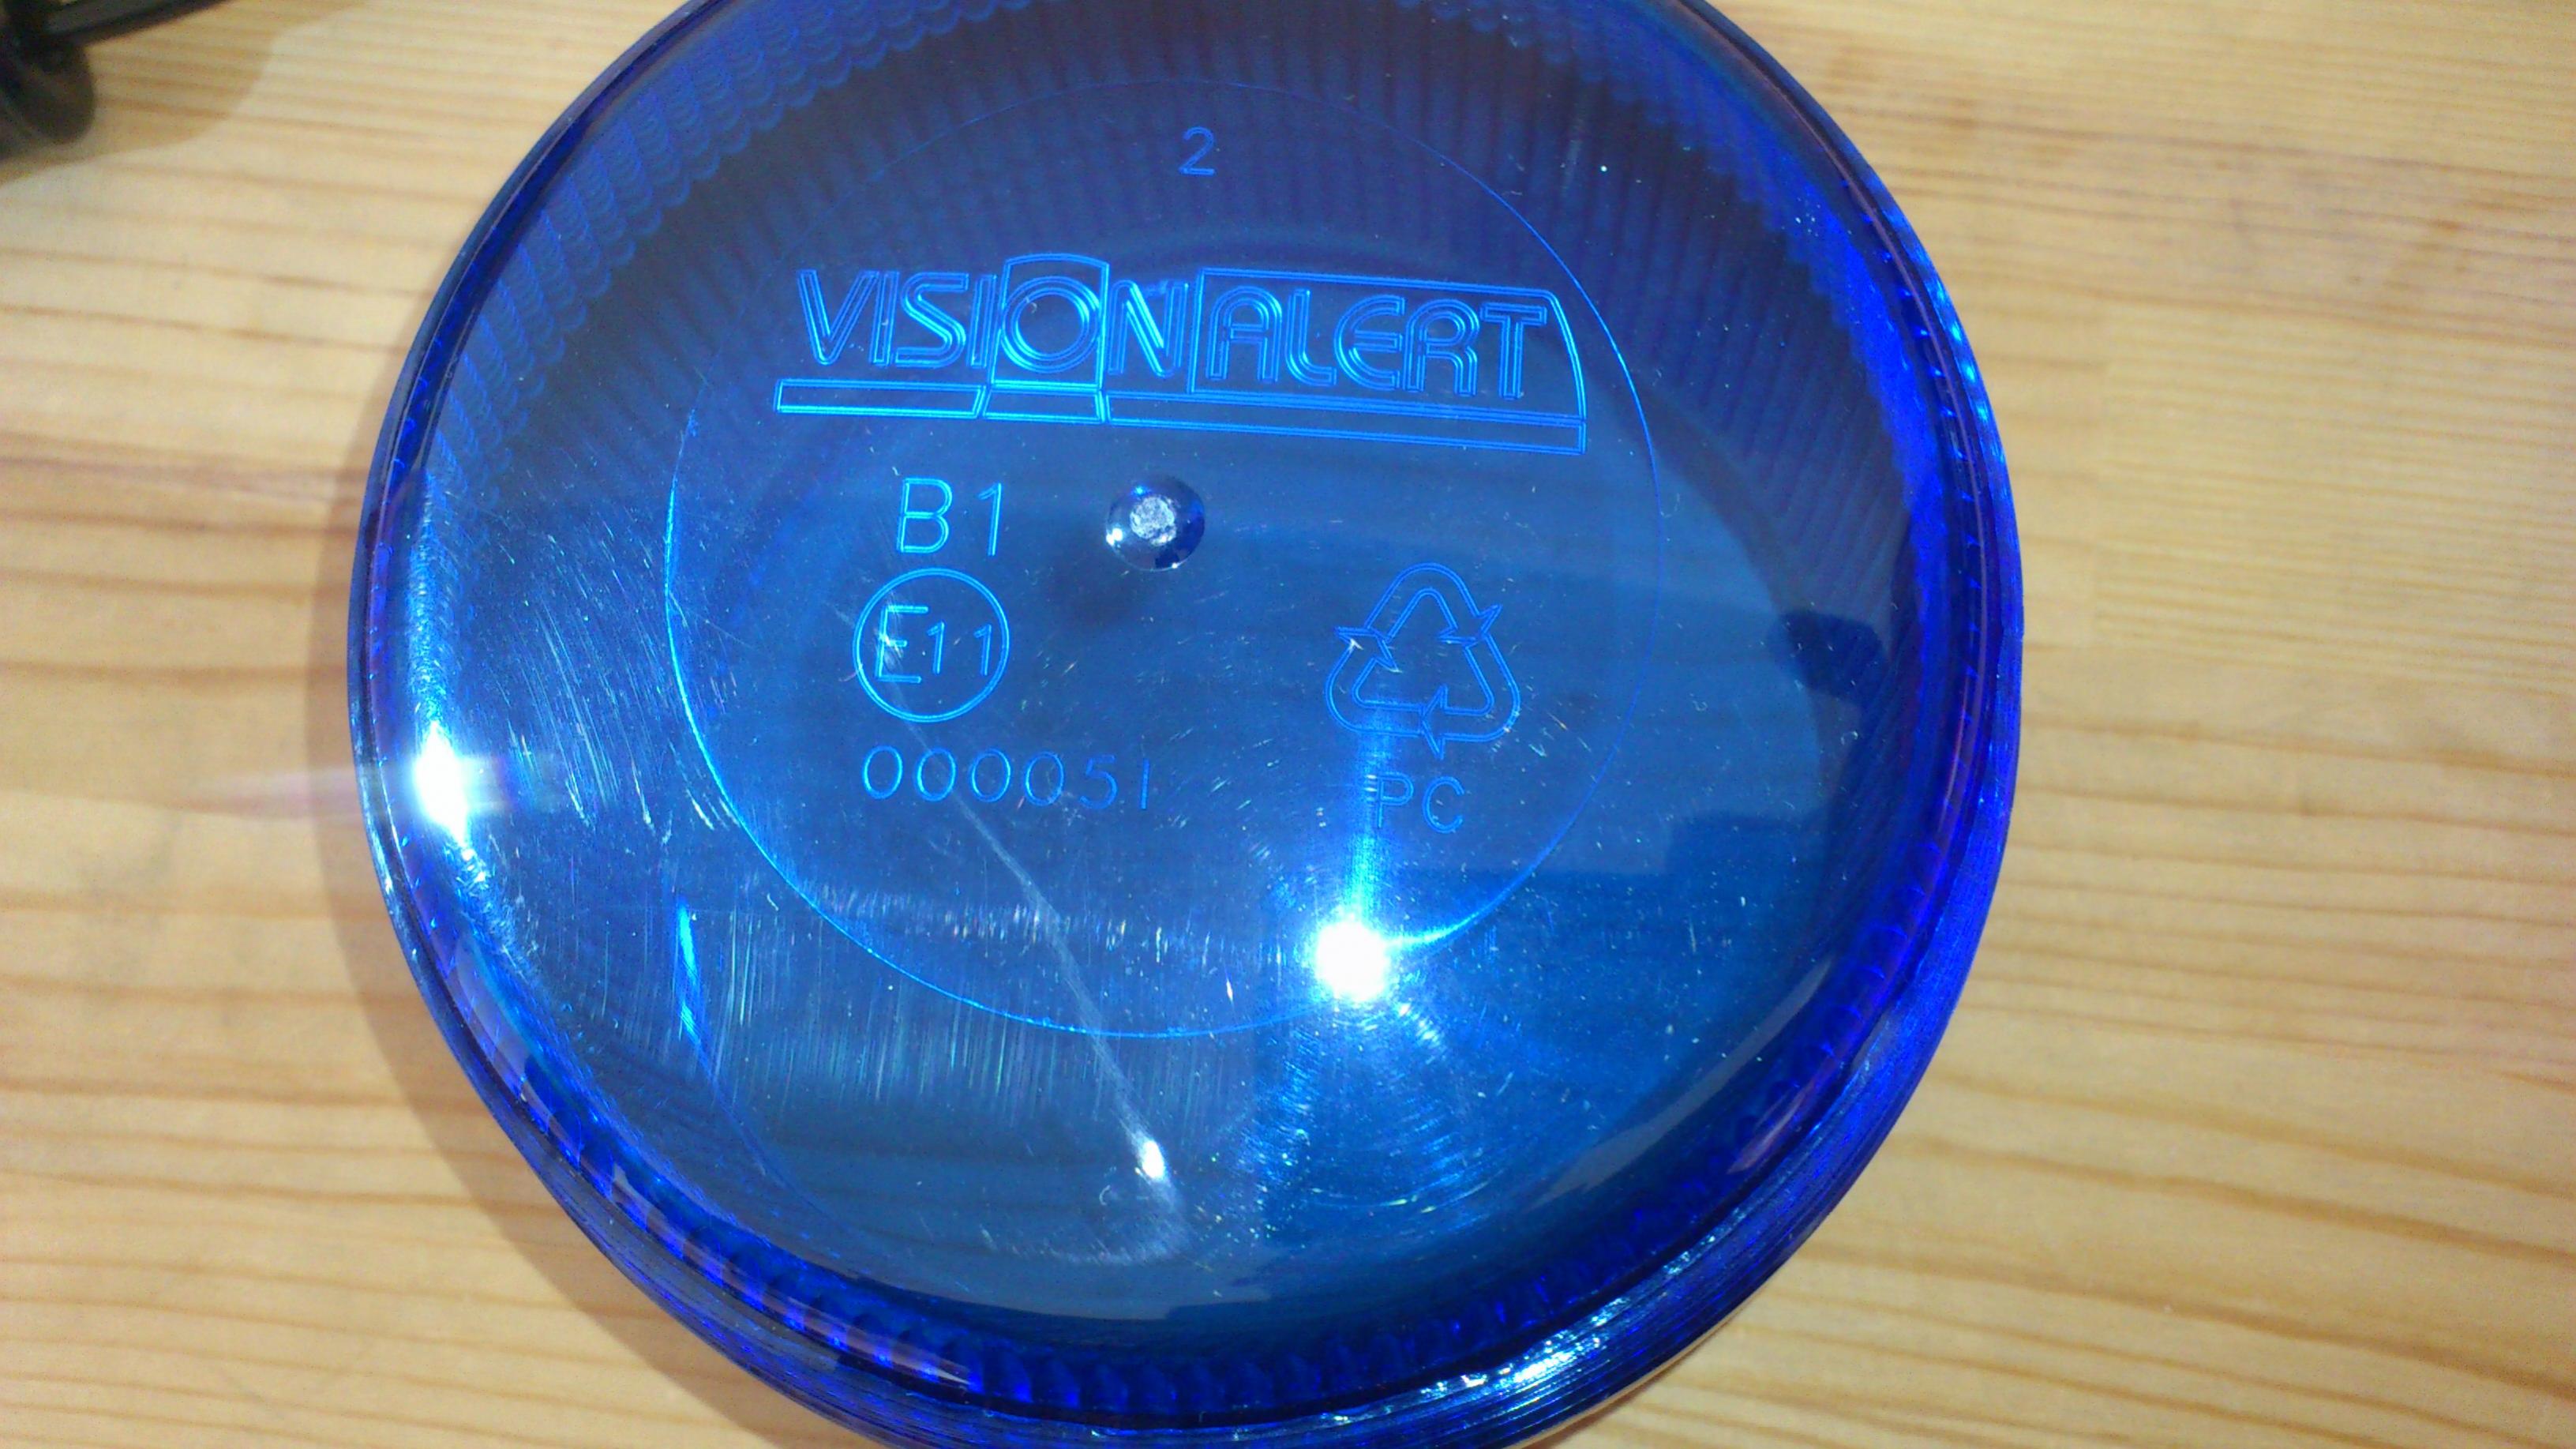 2
VISIONALERT
B1
E11
000051
PC